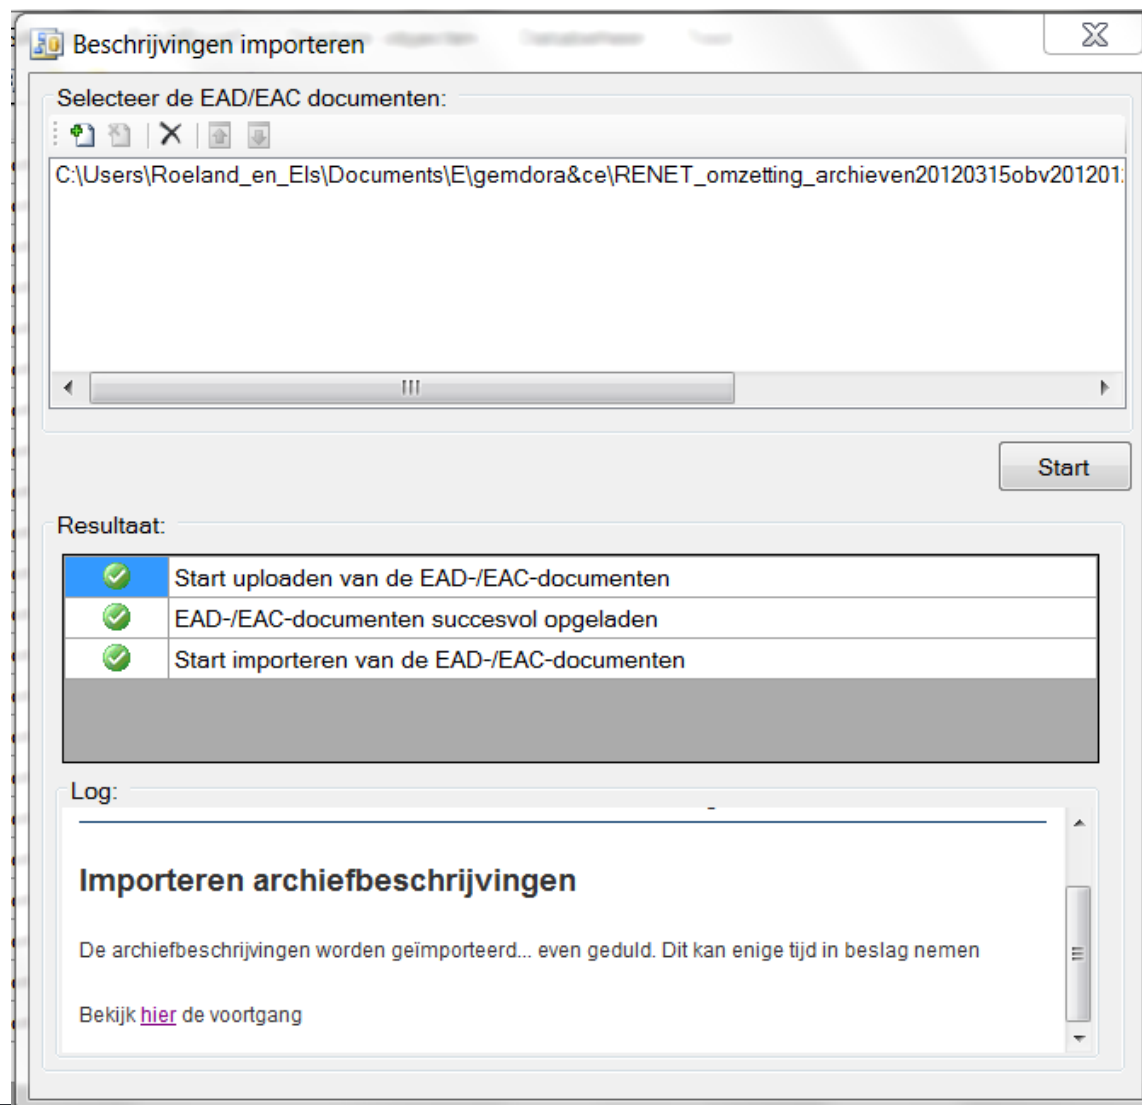 Beschrijvingen importeren
Selecteer de EAD/EAC documenten:
C:\Users\Roeland_en_Els\Documents\E\gemdora&ce\RENET_omzetting_archieven20120315obv201201
Start
Resultaat:
Start uploaden van de EAD-/EAC-documenten
EAD-/EAC-documenten succesvol opgeladen
Start importeren van de EAD-/EAC-documenten
Log:
Importeren archiefbeschrijvingen
De archiefbeschrijvingen worden geïmporteerd... even geduld. Dit kan enige tijd in beslag nemen
Bekijk hier de voortgang